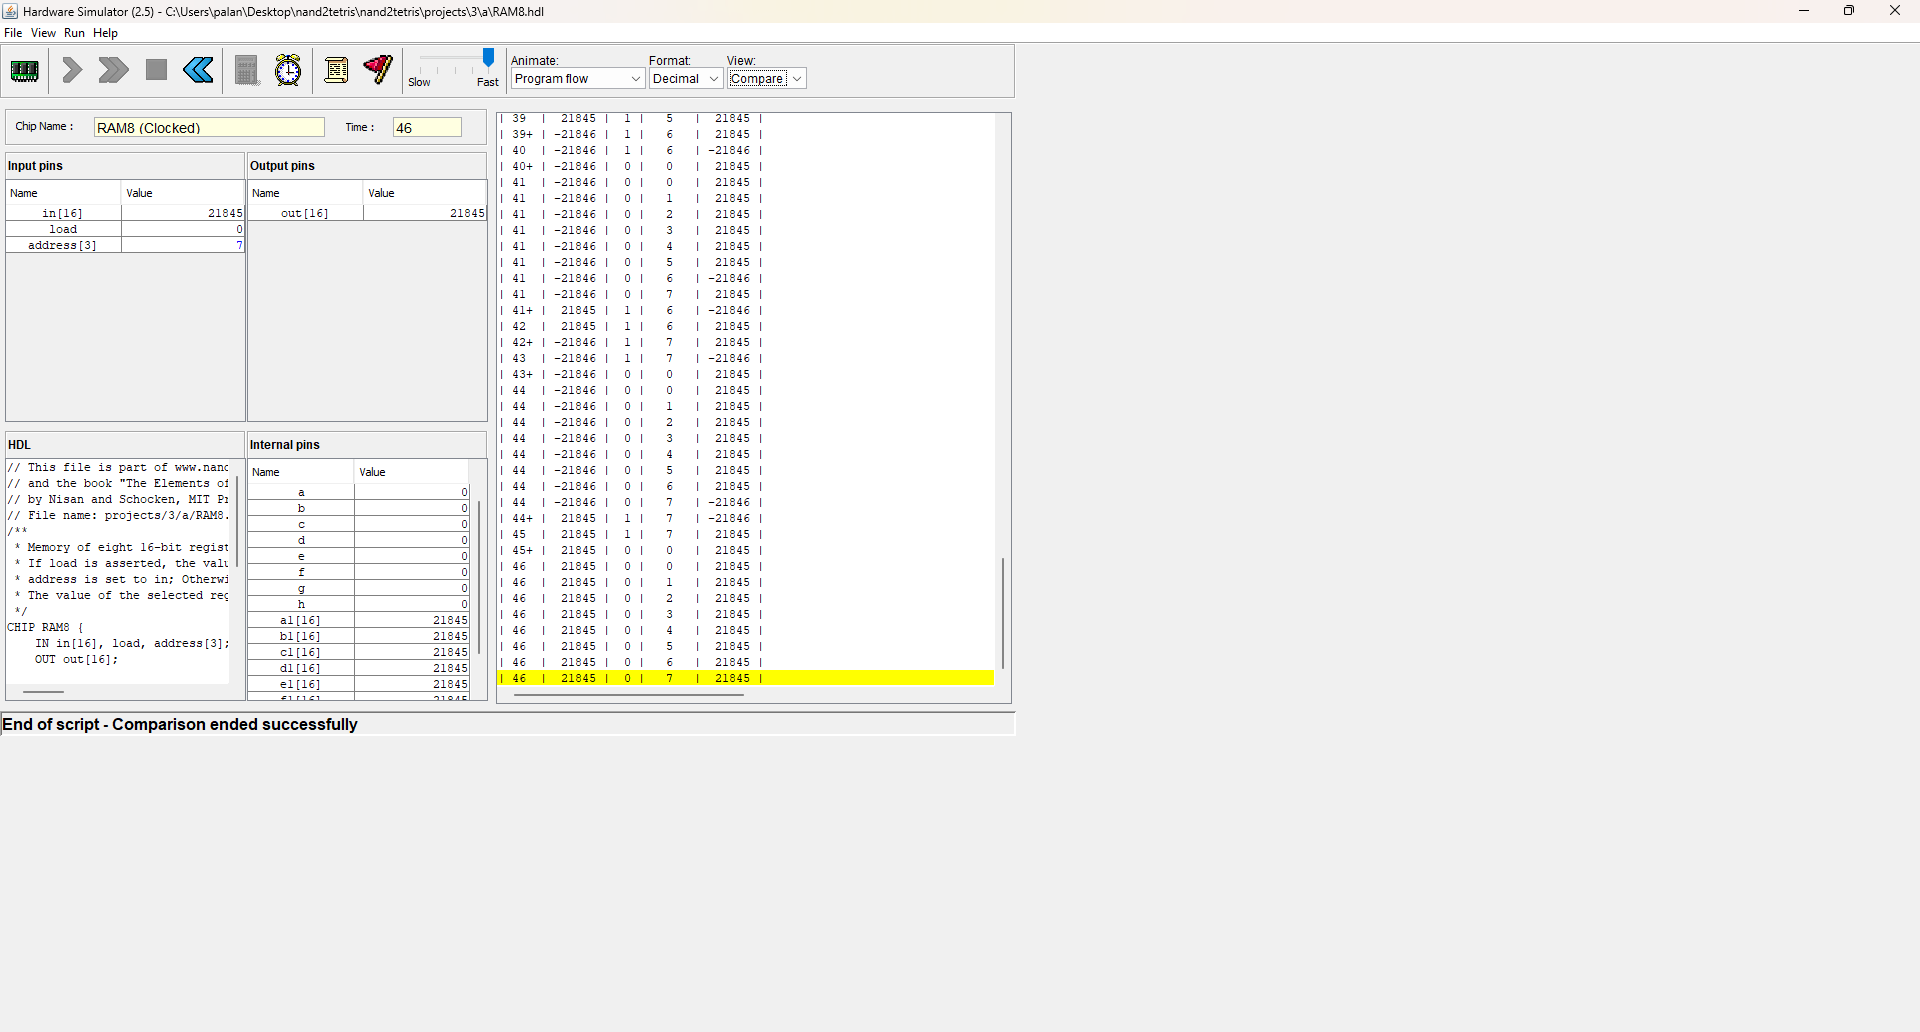 Hardware Simulator (2.5) - C:\Users\palan\Desktop\nand2tetris\nand2tetris\projects\3\a\RAM8.hdl
File View Run Help
Animate: Format: View:
Slow Fast Program flow Decimal Compare
Chip Name : RAM8 (Clocked) Time : 46
Input pins
Name Value
in[16] 21845
load 0
address[3] 7
Output pins
Name Value
out[16] 21845
HDL
// This file is part of www.nand
// and the book "The Elements of
// by Nisan and Schocken, MIT Pr
// File name: projects/3/a/RAM8.
/**
* Memory of eight 16-bit regist
* If load is asserted, the valu
* address is set to in; Otherwi
* The value of the selected reg
*/
CHIP RAM8 {
IN in[16], load, address[3];
OUT out[16];
Internal pins
Name Value
a 0
b 0
c 0
d 0
e 0
f 0
g 0
h 0
a1[16] 21845
b1[16] 21845
c1[16] 21845
d1[16] 21845
e1[16] 21845
f1[16] 21845
| 39 | 21845 | 1 | 5 | 21845 |
| 39+ | -21846 | 1 | 6 | 21845 |
| 40 | -21846 | 1 | 6 | -21846 |
| 40+ | -21846 | 0 | 0 | 21845 |
| 41 | -21846 | 0 | 0 | 21845 |
| 41 | -21846 | 0 | 1 | 21845 |
| 41 | -21846 | 0 | 2 | 21845 |
| 41 | -21846 | 0 | 3 | 21845 |
| 41 | -21846 | 0 | 4 | 21845 |
| 41 | -21846 | 0 | 5 | 21845 |
| 41 | -21846 | 0 | 6 | -21846 |
| 41 | -21846 | 0 | 7 | 21845 |
| 41+ | 21845 | 1 | 6 | -21846 |
| 42 | 21845 | 1 | 6 | 21845 |
| 42+ | -21846 | 1 | 7 | 21845 |
| 43 | -21846 | 1 | 7 | -21846 |
| 43+ | -21846 | 0 | 0 | 21845 |
| 44 | -21846 | 0 | 0 | 21845 |
| 44 | -21846 | 0 | 1 | 21845 |
| 44 | -21846 | 0 | 2 | 21845 |
| 44 | -21846 | 0 | 3 | 21845 |
| 44 | -21846 | 0 | 4 | 21845 |
| 44 | -21846 | 0 | 5 | 21845 |
| 44 | -21846 | 0 | 6 | 21845 |
| 44 | -21846 | 0 | 7 | -21846 |
| 44+ | 21845 | 1 | 7 | -21846 |
| 45 | 21845 | 1 | 7 | 21845 |
| 45+ | 21845 | 0 | 0 | 21845 |
| 46 | 21845 | 0 | 0 | 21845 |
| 46 | 21845 | 0 | 1 | 21845 |
| 46 | 21845 | 0 | 2 | 21845 |
| 46 | 21845 | 0 | 3 | 21845 |
| 46 | 21845 | 0 | 4 | 21845 |
| 46 | 21845 | 0 | 5 | 21845 |
| 46 | 21845 | 0 | 6 | 21845 |
| 46 | 21845 | 0 | 7 | 21845 |
End of script - Comparison ended successfully